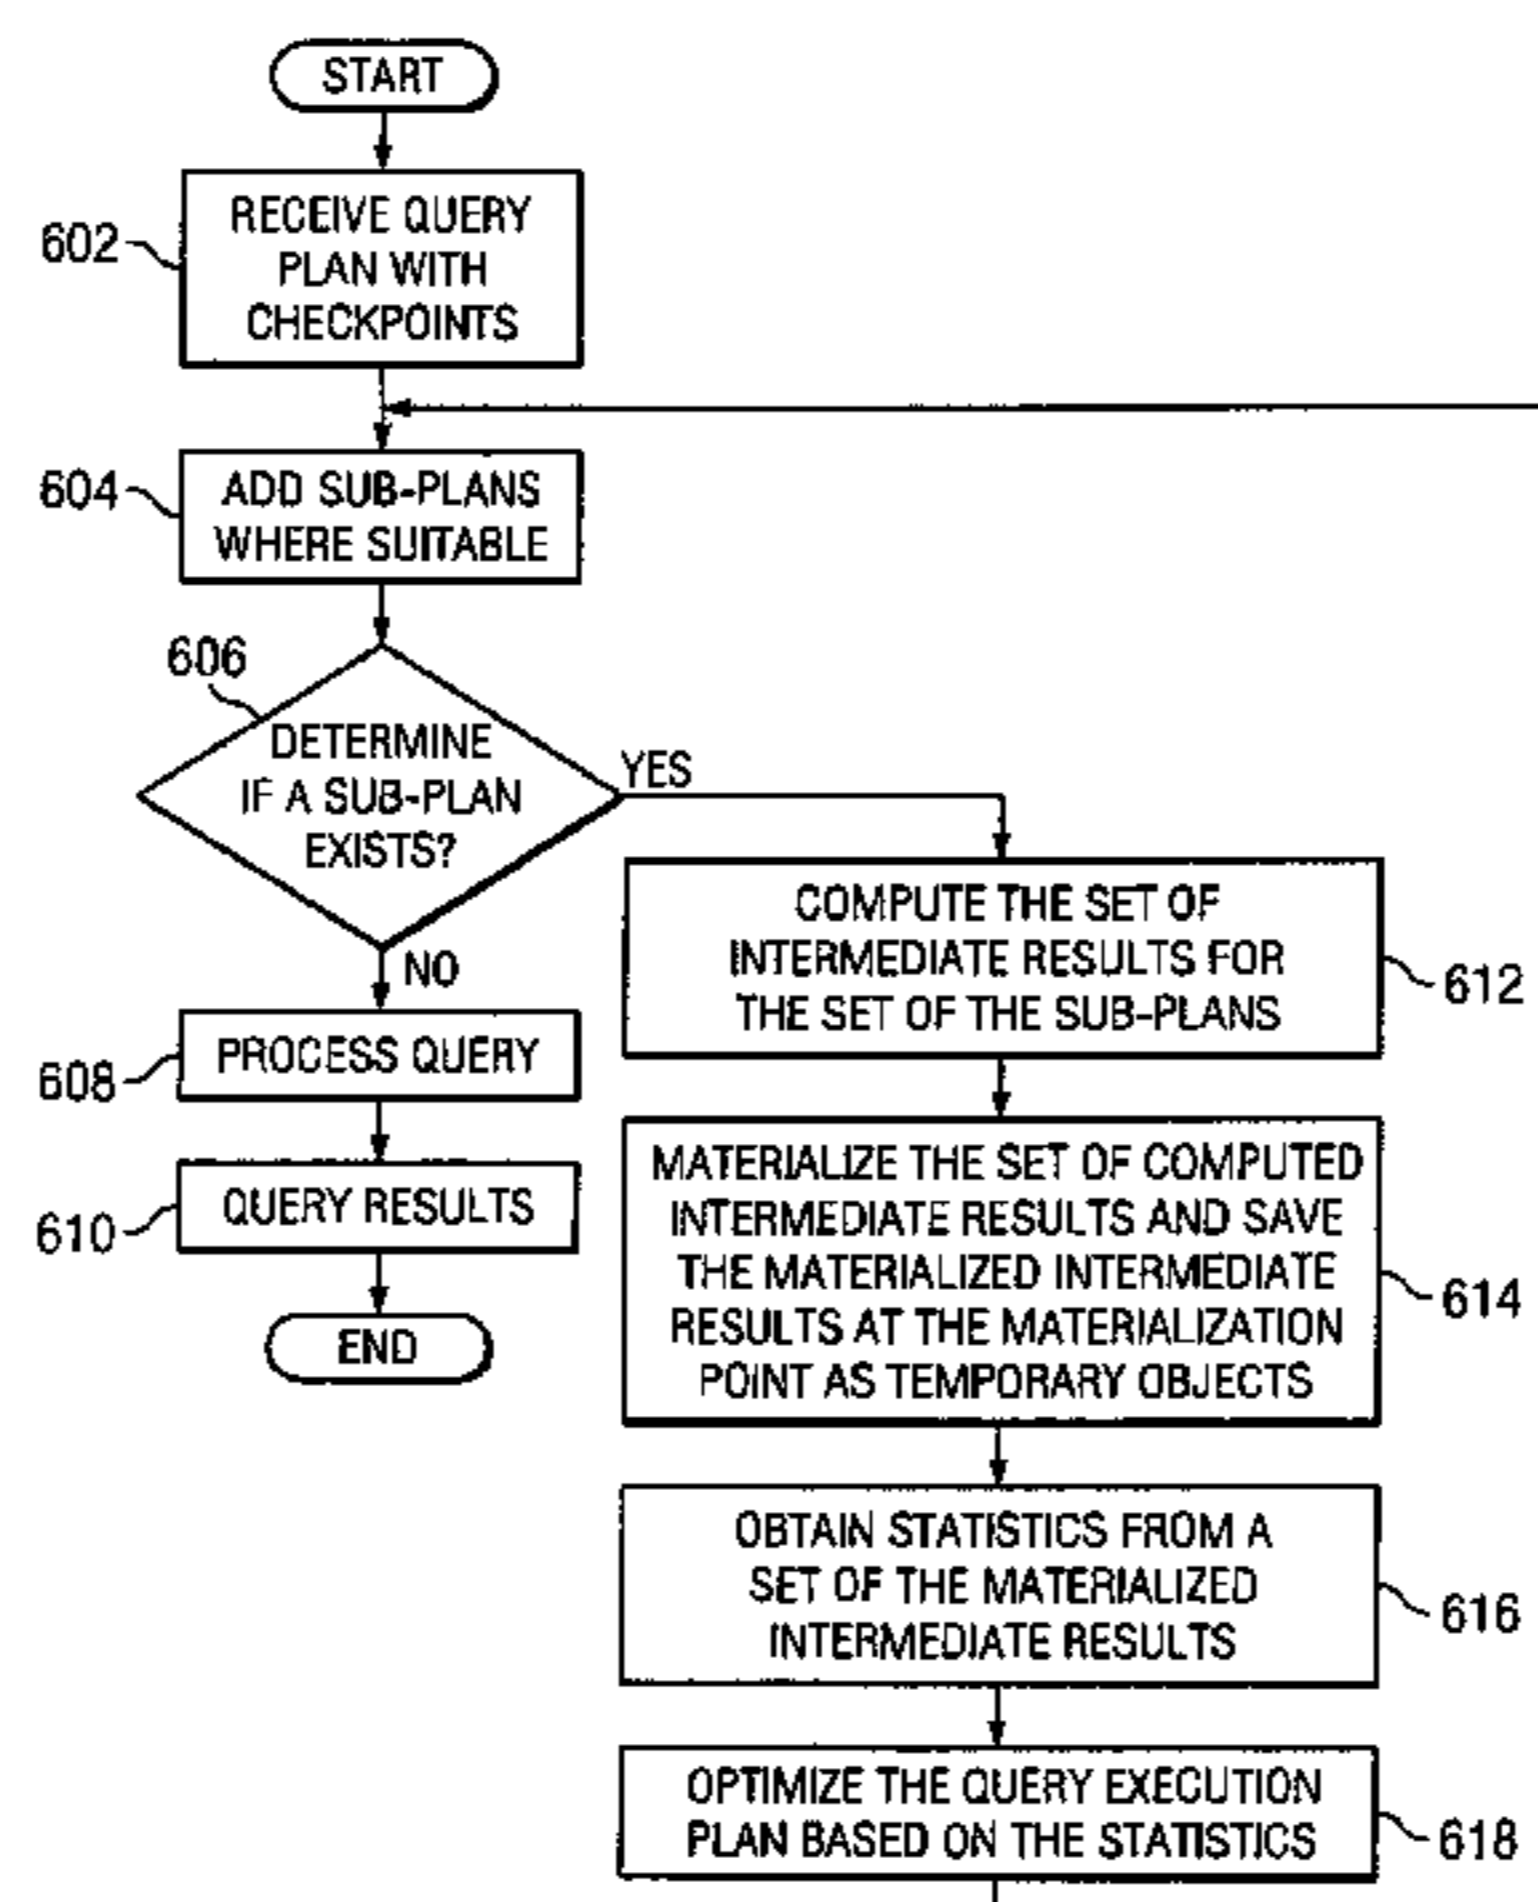 START
602
RECEIVE QUERY
PLAN WITH
CHECKPOINTS
604
ADD SUB-PLANS
WHERE SUITABLE
606
DETERMINE
IF A SUB-PLAN
EXISTS?
YES
NO
608
PROCESS QUERY
610
QUERY RESULTS
END
COMPUTE THE SET OF
INTERMEDIATE RESULTS FOR
THE SET OF THE SUB-PLANS
612
MATERIALIZE THE SET OF COMPUTED
INTERMEDIATE RESULTS AND SAVE
THE MATERIALIZED INTERMEDIATE
RESULTS AT THE MATERIALIZATION
POINT AS TEMPORARY OBJECTS
614
OBTAIN STATISTICS FROM A
SET OF THE MATERIALIZED
INTERMEDIATE RESULTS
616
OPTIMIZE THE QUERY EXECUTION
PLAN BASED ON THE STATISTICS
618